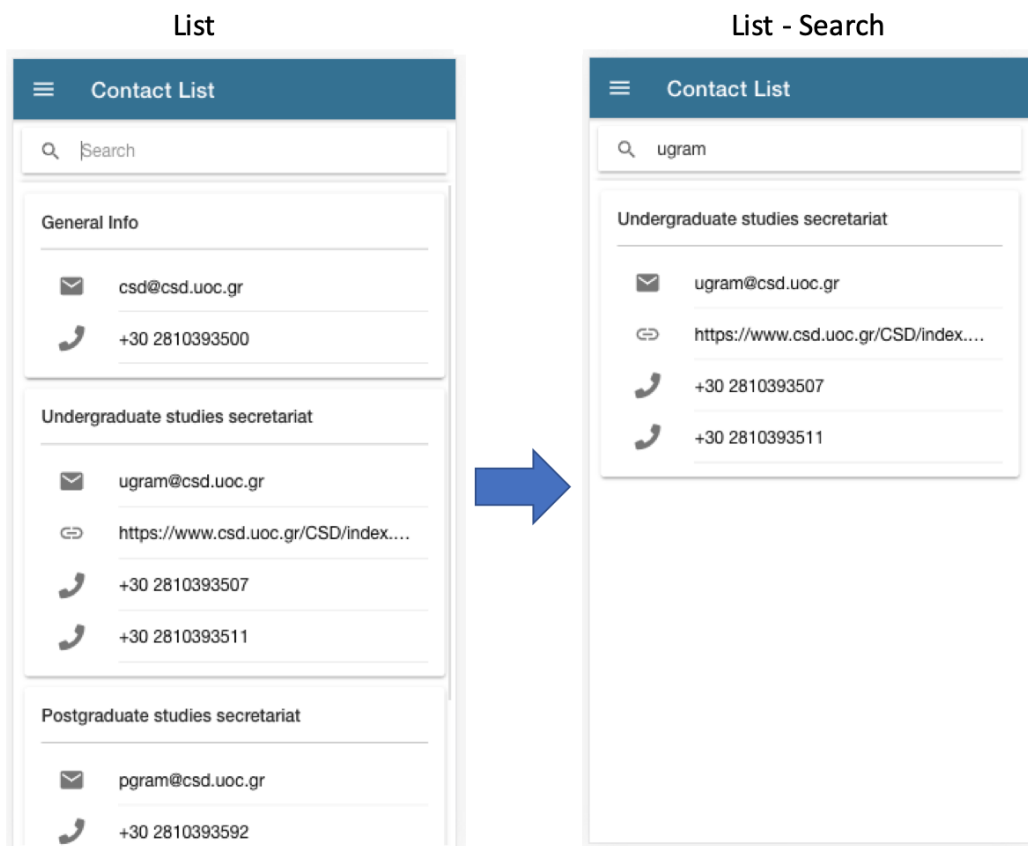 List
Contact List
Search
General Info
csd@csd.uoc.gr
+30 2810393500
Undergraduate studies secretariat
ugram@csd.uoc.gr
https://www.csd.uoc.gr/CSD/index....
+30 2810393507
+30 2810393511
Postgraduate studies secretariat
pgram@csd.uoc.gr
+30 2810393592
List - Search
Contact List
ugram
Undergraduate studies secretariat
ugram@csd.uoc.gr
https://www.csd.uoc.gr/CSD/index....
+30 2810393507
+30 2810393511